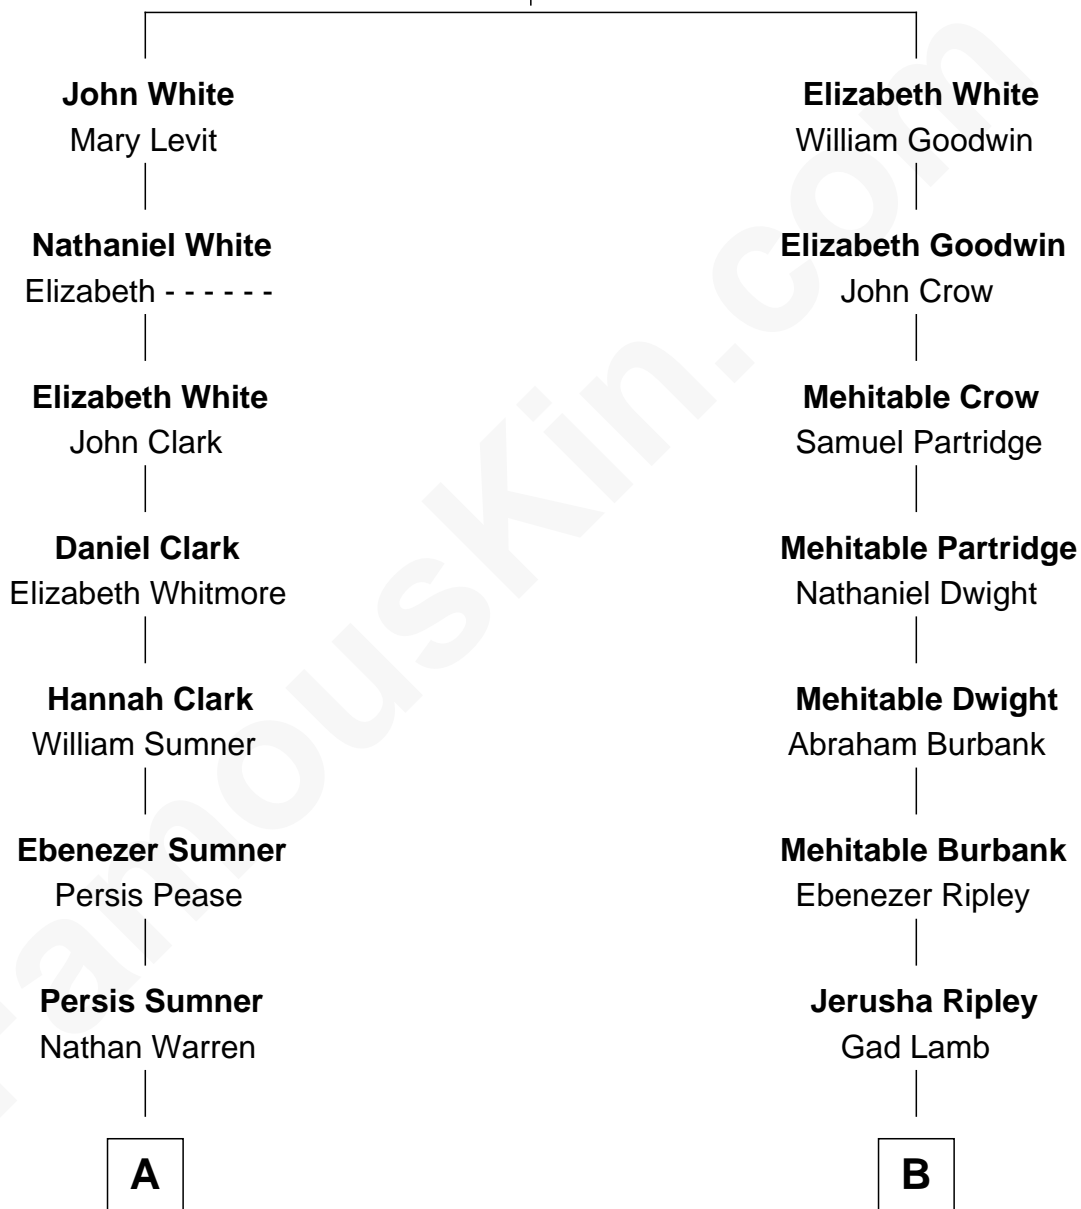 John White
Mary Levit
Nathaniel White
Elizabeth - - - - - -
Elizabeth White
John Clark
Daniel Clark
Elizabeth Whitmore
Hannah Clark
William Sumner
Ebenezer Sumner
Persis Pease
Persis Sumner
Nathan Warren
A
Elizabeth White
William Goodwin
Elizabeth Goodwin
John Crow
Mehitable Crow
Samuel Partridge
Mehitable Partridge
Nathaniel Dwight
Mehitable Dwight
Abraham Burbank
Mehitable Burbank
Ebenezer Ripley
Jerusha Ripley
Gad Lamb
B
FamousKin.com